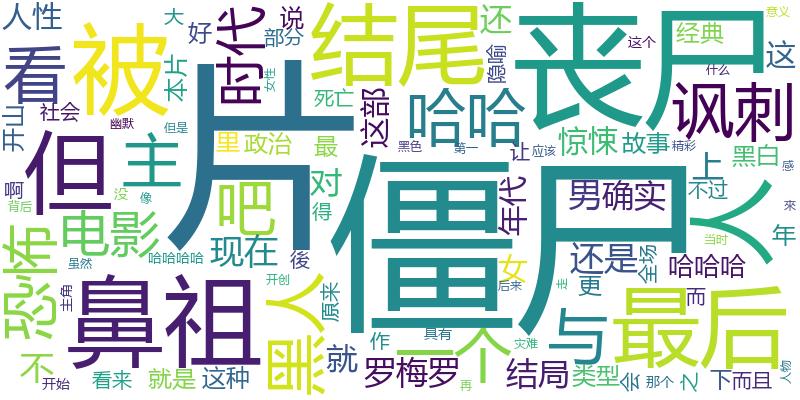 人性
大
好
时代
说
部分
结尾
还
隐喻
丧尸
这个
经典
意义
这
看
被
本片
女性
片
死亡
这部
哈哈
惊悚
故事
精彩
讽刺
开山
社会
幽默
但是
里
政治
最
黑色
第一
让
应该
上
黑白
感
但
主
吧
对
得
年代
僵尸
男
确实
不过
人
來
啊
没
像
背后
恐怖
电影
现在
後
哈哈哈哈
虽然
还是
全场
哈哈哈
当时
年
主角
鼻祖
黑人
开创
原来
女
后来
更
走
而
最后
不
作
具有
一个
灾难
与
开始
看来
就是
这种
就
罗梅罗
再
结局
类型
会
那个
之
下
而且
人物
什么